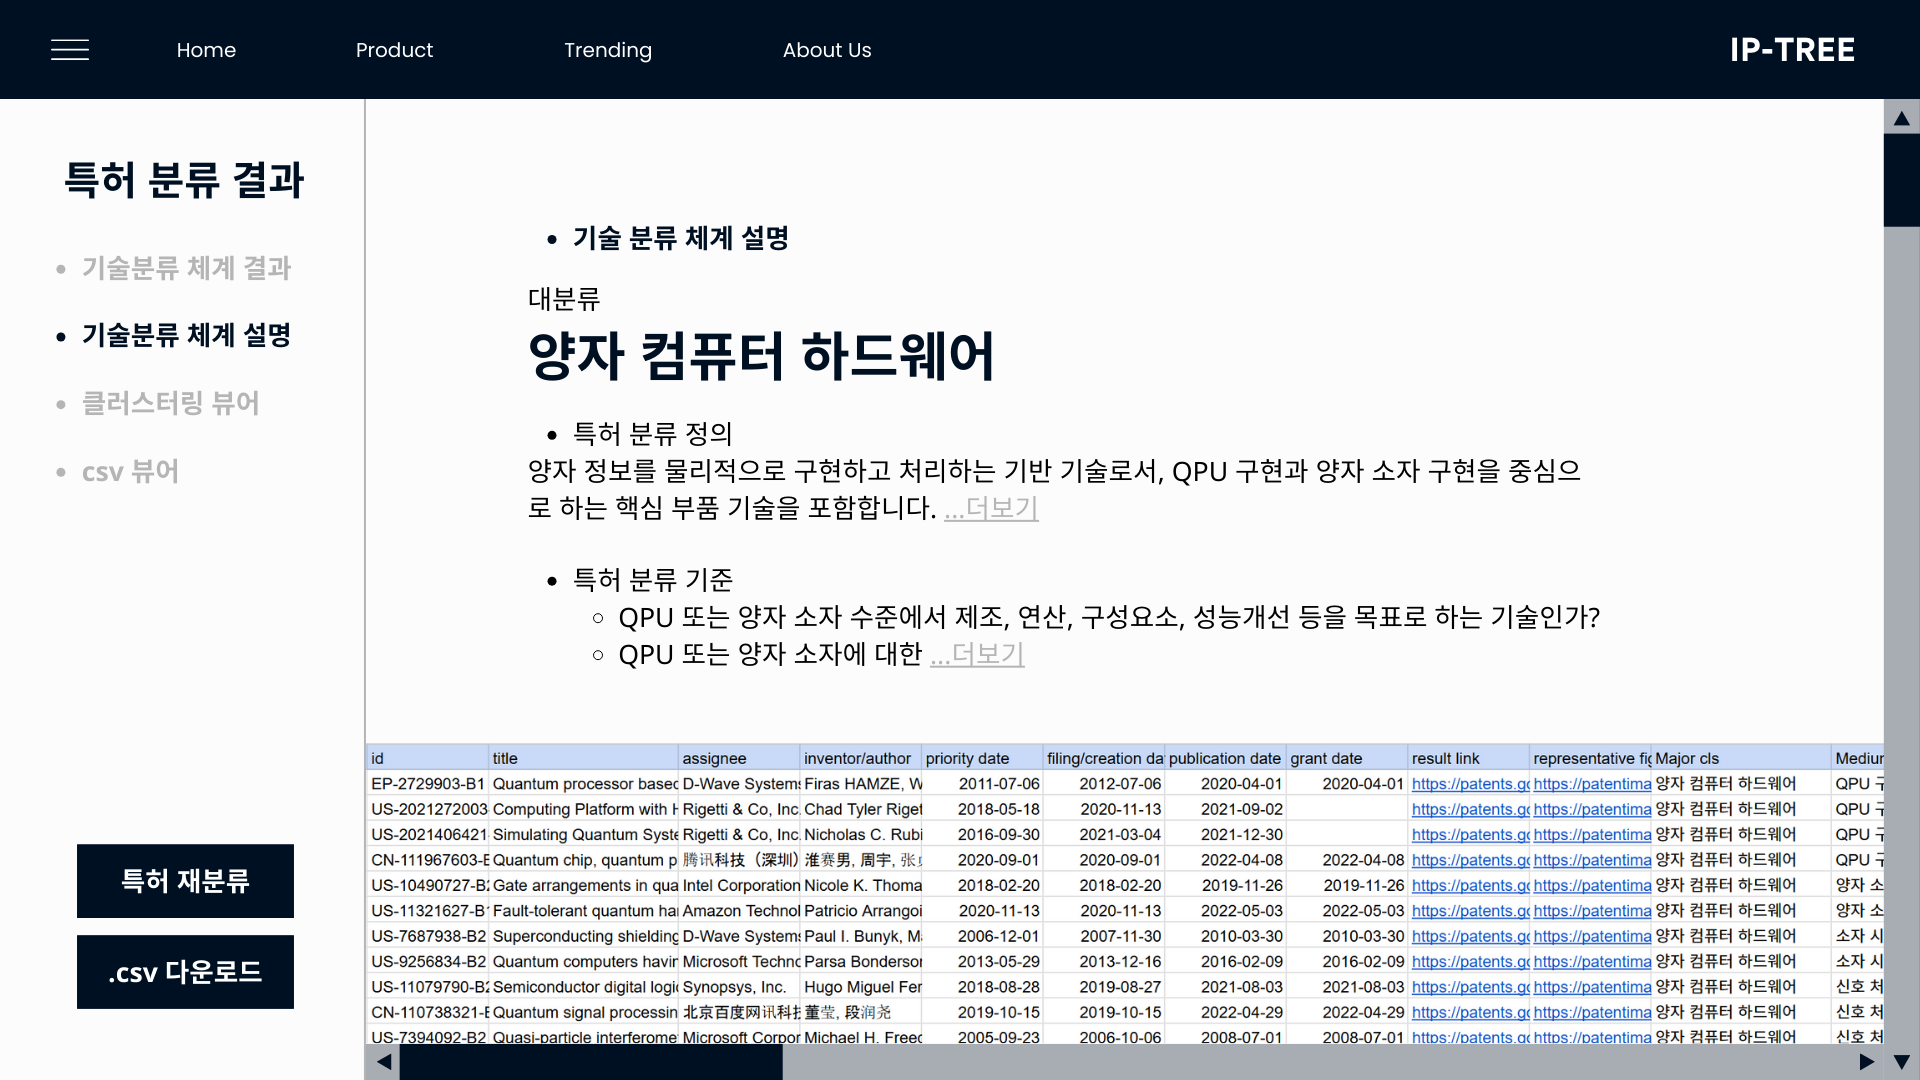 Home Product Trending About Us IP-TREE
특허 분류 결과
• 기술분류 체계 결과
• 기술분류 체계 설명
• 클러스터링 뷰어
• csv 뷰어
특허 재분류
.csv 다운로드
• 기술 분류 체계 설명
대분류
양자 컴퓨터 하드웨어
• 특허 분류 정의
양자 정보를 물리적으로 구현하고 처리하는 기반 기술로서, QPU 구현과 양자 소자 구현을 중심으
로 하는 핵심 부품 기술을 포함합니다. ...더보기
• 특허 분류 기준
○ QPU 또는 양자 소자 수준에서 제조, 연산, 구성요소, 성능개선 등을 목표로 하는 기술인가?
○ QPU 또는 양자 소자에 대한 ...더보기
id title assignee inventor/author priority date filing/creation da publication date grant date result link representative fig Major cls Mediur
EP-2729903-B1 Quantum processor based D-Wave Systems Firas HAMZE, W 2011-07-06 2012-07-06 2020-04-01 2020-04-01 https://patents.go https://patentima 양자 컴퓨터 하드웨어 QPU 구
US-2021272003 Computing Platform with Rigetti & Co, Inc. Chad Tyler Riget 2018-05-18 2020-11-13 2021-09-02 https://patents.go https://patentima 양자 컴퓨터 하드웨어 QPU 구
US-2021406421 Simulating Quantum Syste Rigetti & Co, Inc. Nicholas C. Rubi 2016-09-30 2021-03-04 2021-12-30 https://patents.go https://patentima 양자 컴퓨터 하드웨어 QPU 구
CN-111967603-B Quantum chip, quantum p 腾讯科技（深圳） 淮赛男, 周宇, 张 2020-09-01 2020-09-01 2022-04-08 2022-04-08 https://patents.go https://patentima 양자 컴퓨터 하드웨어 QPU 구
US-10490727-B2 Gate arrangements in qua Intel Corporation Nicole K. Thoma 2018-02-20 2018-02-20 2019-11-26 2019-11-26 https://patents.go https://patentima 양자 컴퓨터 하드웨어 양자 소
US-11321627-B1 Fault-tolerant quantum ha Amazon Technol Patricio Arrangoi 2020-11-13 2020-11-13 2022-05-03 2022-05-03 https://patents.go https://patentima 양자 컴퓨터 하드웨어 양자 소
US-7687938-B2 Superconducting shielding D-Wave Systems Paul I. Bunyk, M 2006-12-01 2007-11-30 2010-03-30 2010-03-30 https://patents.go https://patentima 양자 컴퓨터 하드웨어 소자 시
US-9256834-B2 Quantum computers havin Microsoft Techno Parsa Bonderson 2013-05-29 2013-12-16 2016-02-09 2016-02-09 https://patents.go https://patentima 양자 컴퓨터 하드웨어 소자 시
US-11079790-B2 Semiconductor digital logi Synopsys, Inc. Hugo Miguel Fer 2018-08-28 2019-08-27 2021-08-03 2021-08-03 https://patents.go https://patentima 양자 컴퓨터 하드웨어 신호 처
CN-110738321-B Quantum signal processin 北京百度网讯科技 董莹, 段润尧 2019-10-15 2019-10-15 2022-04-29 2022-04-29 https://patents.go https://patentima 양자 컴퓨터 하드웨어 신호 처
US-7394092-B2 Quasi-particle interferome Microsoft Corpor Michael H. Freed 2005-09-23 2006-10-06 2008-07-01 2008-07-01 https://patents.go https://patentima 양자 컴퓨터 하드웨어 신호 처